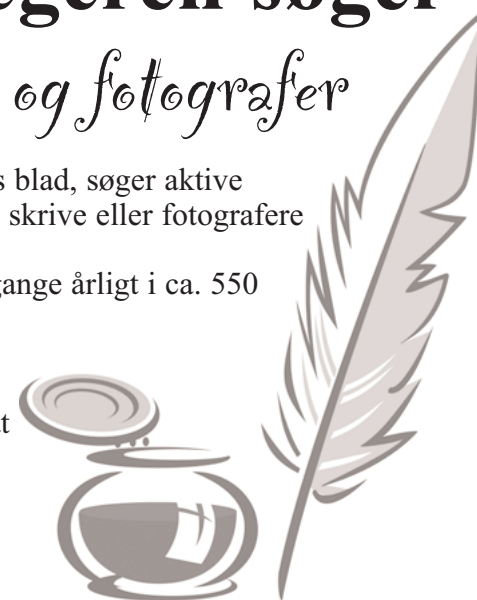 egeren søger
og fotografer
s blad, søger aktive
skrive eller fotografere
gange årligt i ca. 550
t